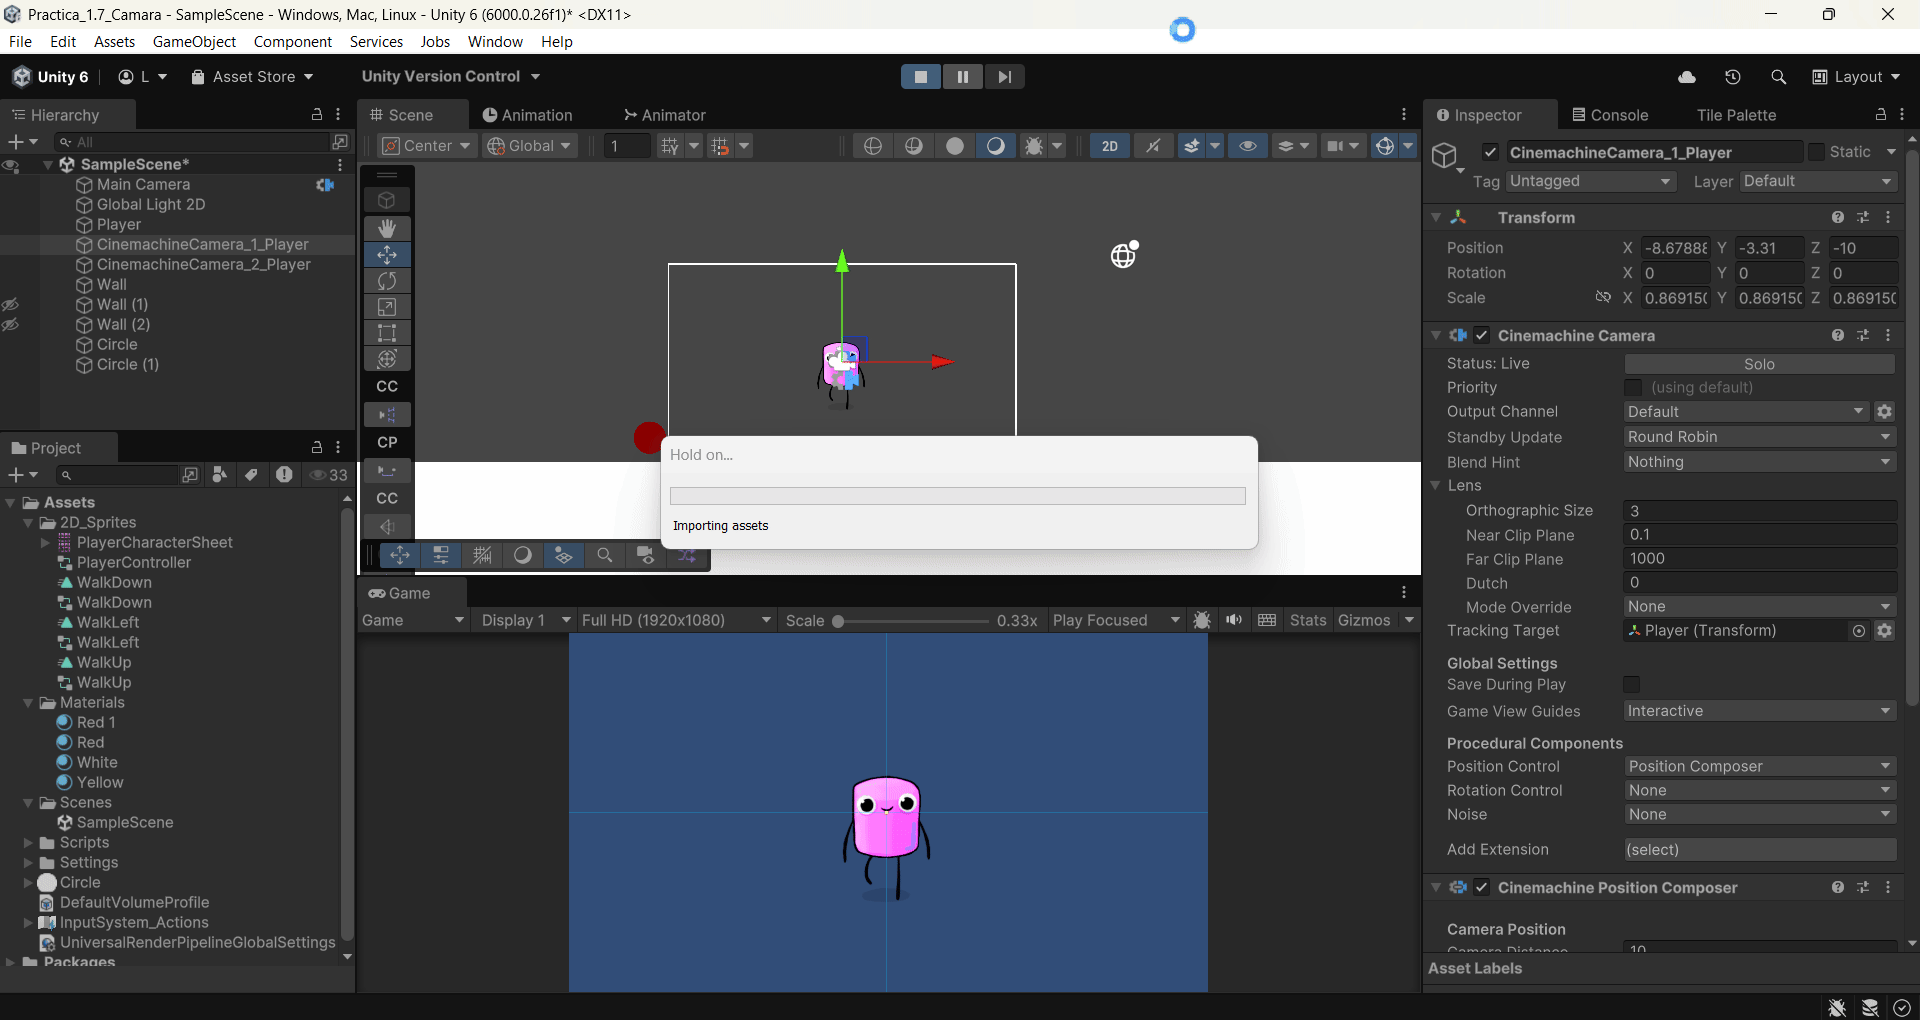 Practica_1.7_Camara - SampleScene - Windows, Mac, Linux - Unity 6 (6000.0.26f1)* <DX11>
File Edit Assets GameObject Component Services Jobs Window Help
Unity 6 L Asset Store Unity Version Control Layout
Hierarchy
All
SampleScene*
Main Camera
Global Light 2D
Player
CinemachineCamera_1_Player
CinemachineCamera_2_Player
Wall
Wall (1)
Wall (2)
Circle
Circle (1)
Project
33
Assets
2D_Sprites
PlayerCharacterSheet
PlayerController
WalkDown
WalkDown
WalkLeft
WalkLeft
WalkUp
WalkUp
Materials
Red 1
Red
White
Yellow
Scenes
SampleScene
Scripts
Settings
Circle
DefaultVolumeProfile
InputSystem_Actions
UniversalRenderPipelineGlobalSettings
Packages
Scene Animation Animator
Center Global 1 2D
CC
CP
CC
Hold on...
Importing assets
Game
Game Display 1 Full HD (1920x1080) Scale 0.33x Play Focused Stats Gizmos
Inspector Console Tile Palette
CinemachineCamera_1_Player Static
Tag Untagged Layer Default
Transform
Position X -8.67888 Y -3.31 Z -10
Rotation X 0 Y 0 Z 0
Scale X 0.86915( Y 0.86915( Z 0.86915(
Cinemachine Camera
Status: Live Solo
Priority (using default)
Output Channel Default
Standby Update Round Robin
Blend Hint Nothing
Lens
Orthographic Size 3
Near Clip Plane 0.1
Far Clip Plane 1000
Dutch 0
Mode Override None
Tracking Target Player (Transform)
Global Settings
Save During Play
Game View Guides Interactive
Procedural Components
Position Control Position Composer
Rotation Control None
Noise None
Add Extension (select)
Cinemachine Position Composer
Camera Position
Camera Distance 10
Asset Labels